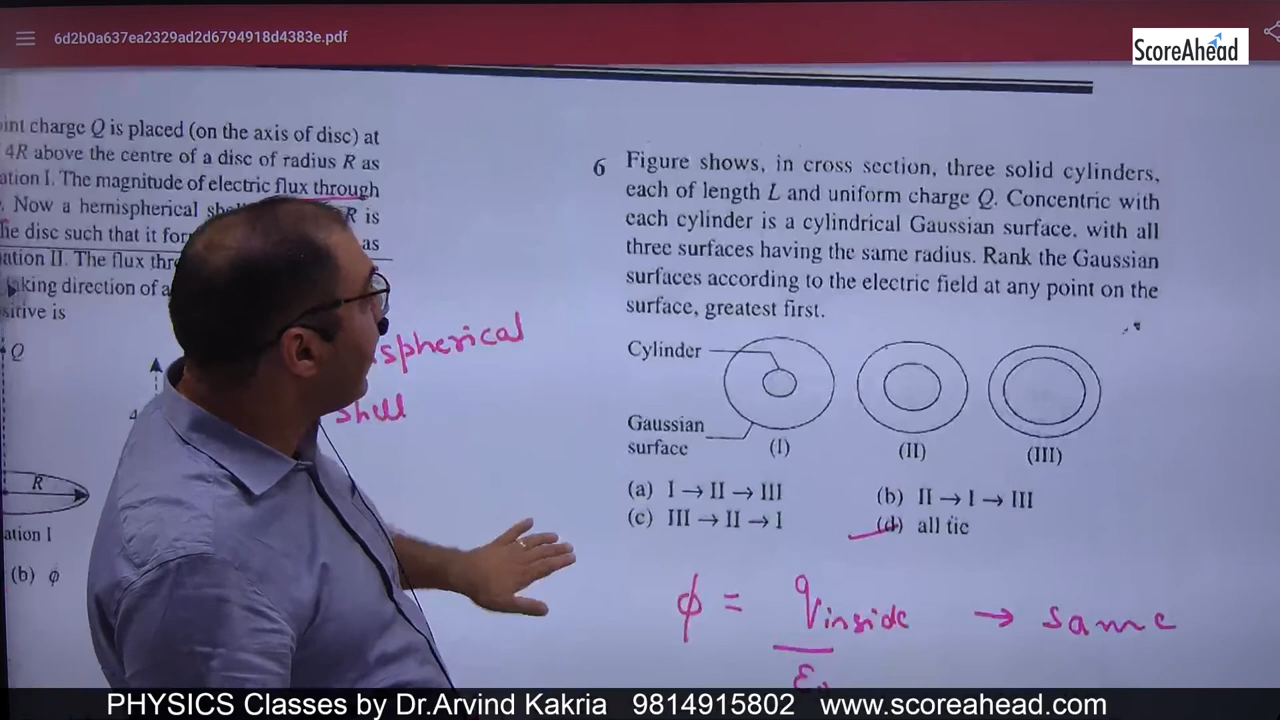 6d2b0a637ea2329ad2d6794918d4383e.pdf
ScoreAhead
int charge Q is placed (on the axis of disc) at
4R above the centre of a disc of radius R as
ation I. The magnitude of electric flux through
. Now a hemispherical R is
he disc such that it for as
ation II. The flux thr
aking direction of a
sitive is
Q
spherical
shell
4
R
ation I
(b) ϕ
6 Figure shows, in cross section, three solid cylinders,
each of length L and uniform charge Q. Concentric with
each cylinder is a cylindrical Gaussian surface, with all
three surfaces having the same radius. Rank the Gaussian
surfaces according to the electric field at any point on the
surface, greatest first.
Cylinder
Gaussian
surface
(I) (II) (III)
(a) I → II → III (b) II → I → III
(c) III → II → I (d) all tie
ϕ = q inside → same
ε₀
PHYSICS Classes by Dr.Arvind Kakria 9814915802 www.scoreahead.com